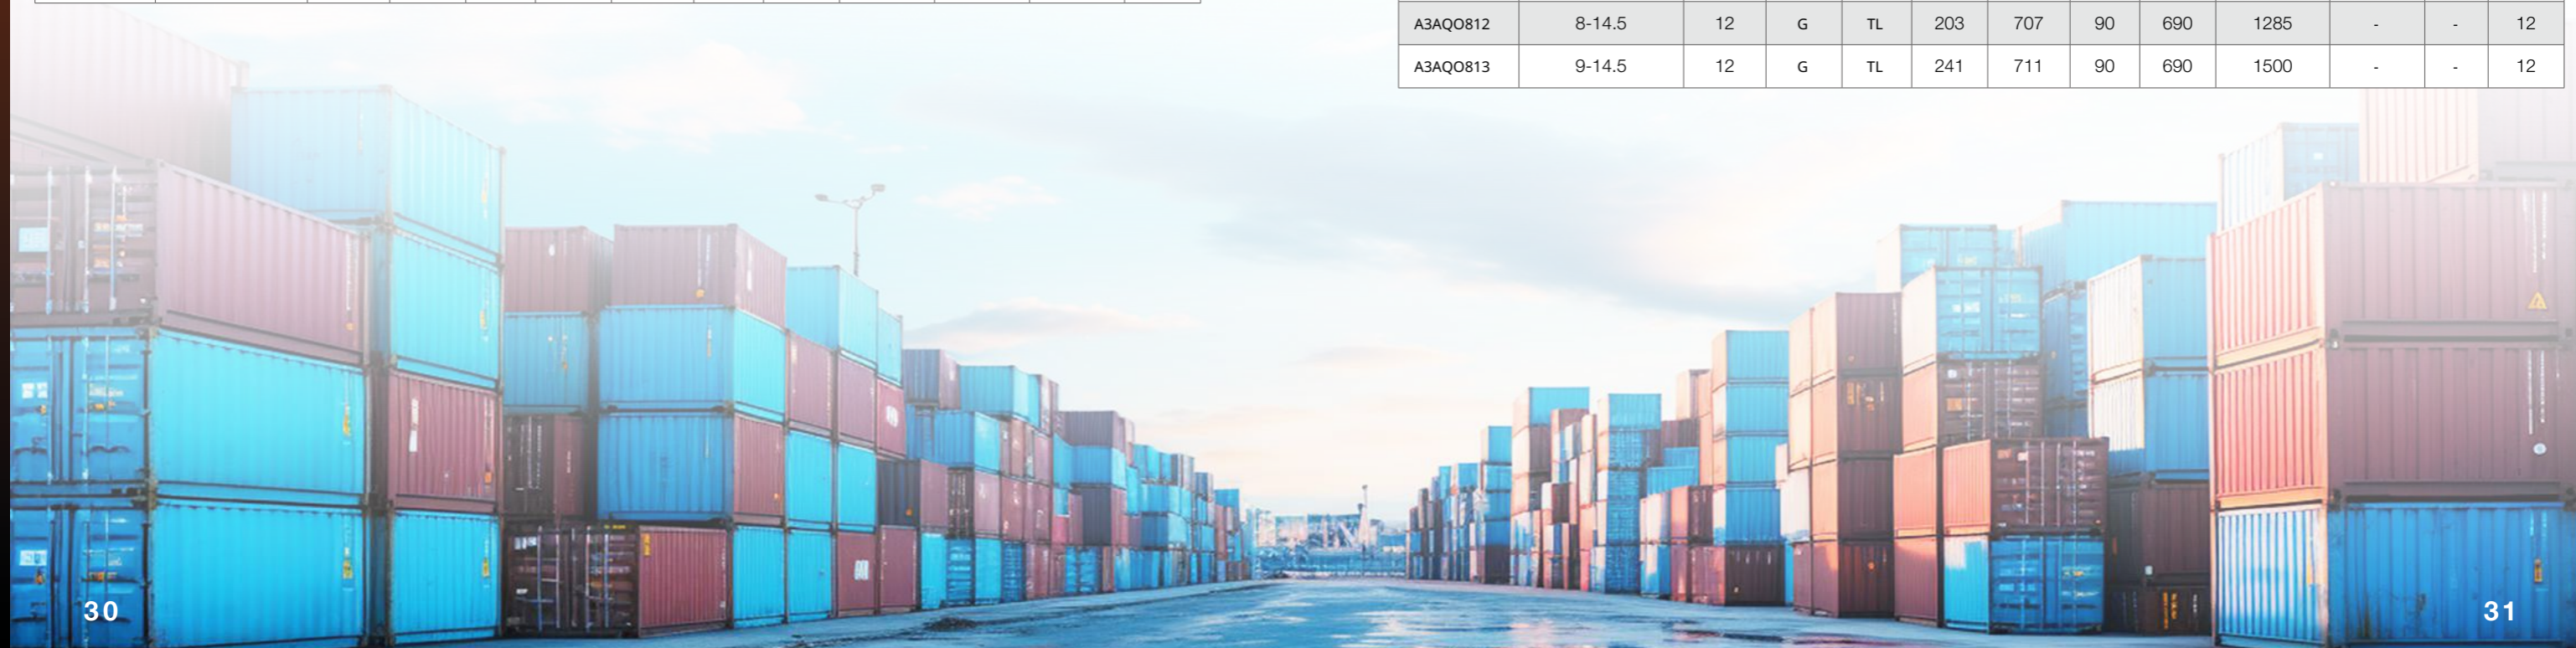 A3AQO812 8-14.5 12 G TL 203 707 90 690 1285 - - 12
A3AQO813 9-14.5 12 G TL 241 711 90 690 1500 - - 12
30
31